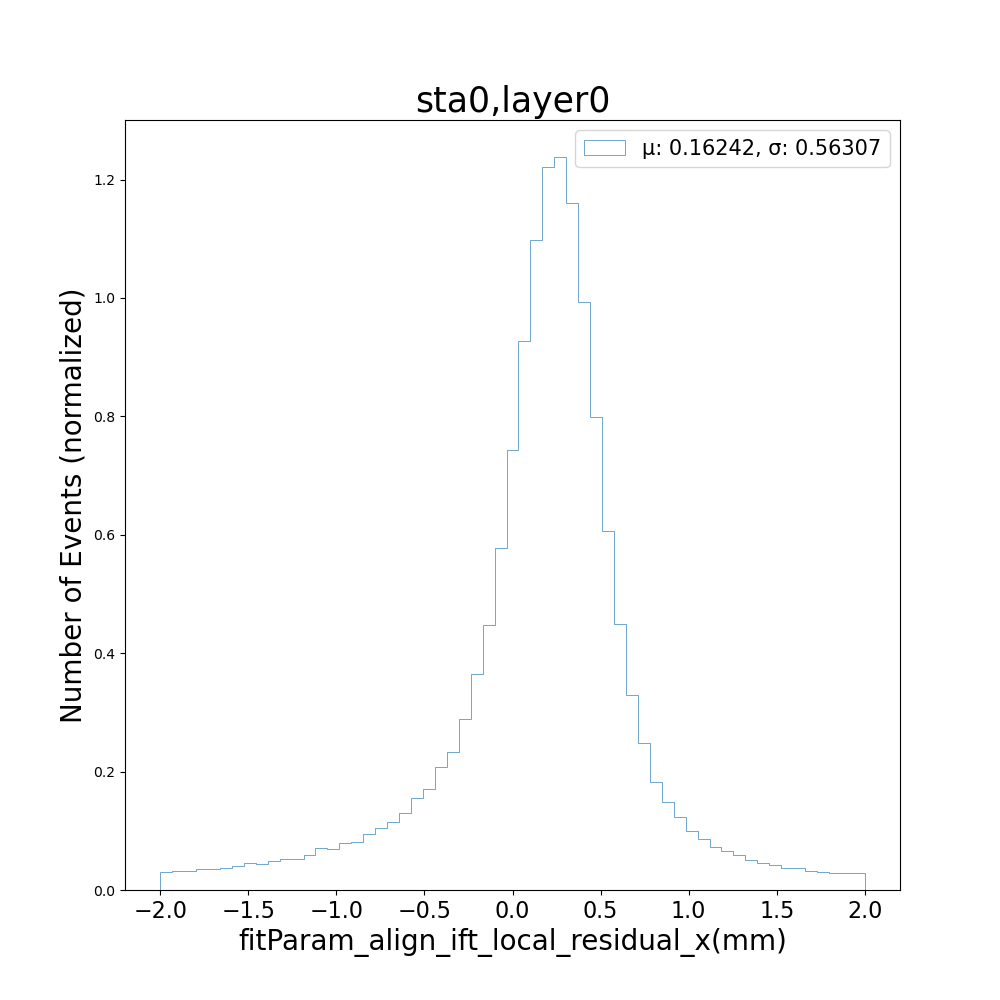 sta0,layer0
μ: 0.16242, σ: 0.56307
1.2
1.0
0.8
0.6
0.4
0.2
0.0
Number of Events (normalized)
−2.0 −1.5 −1.0 −0.5 0.0 0.5 1.0 1.5 2.0
fitParam_align_ift_local_residual_x(mm)